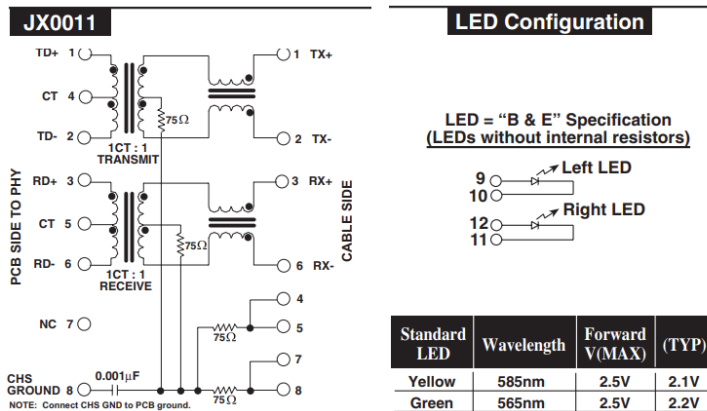 JX0011
TD+ 1
1 TX+
CT 4
75Ω
TD- 2
2 TX-
1CT : 1
TRANSMIT
RD+ 3
3 RX+
CT 5
75Ω
RD- 6
6 RX-
1CT : 1
RECEIVE
PCB SIDE TO PHY
CABLE SIDE
4
NC 7
5
75Ω
7
0.001µF
CHS
GROUND 8
8
75Ω
NOTE: Connect CHS GND to PCB ground.
LED Configuration
LED = “B & E” Specification
(LEDs without internal resistors)
Left LED
9
10
Right LED
12
11
Standard LED Wavelength Forward V(MAX) (TYP)
Yellow 585nm 2.5V 2.1V
Green 565nm 2.5V 2.2V